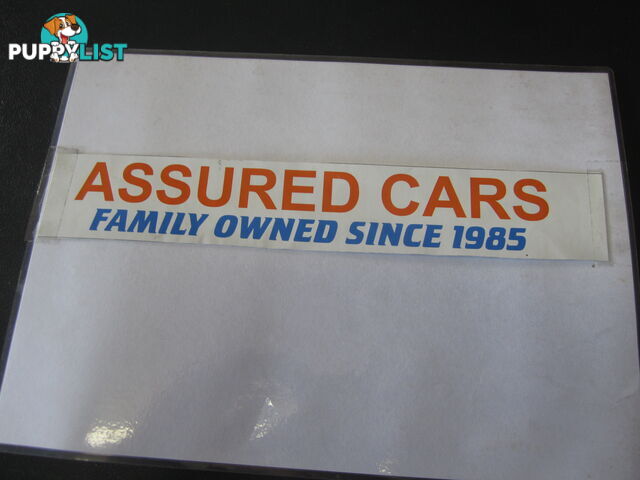 PUPPYLIST
ASSURED CARS
FAMILY OWNED SINCE 1985